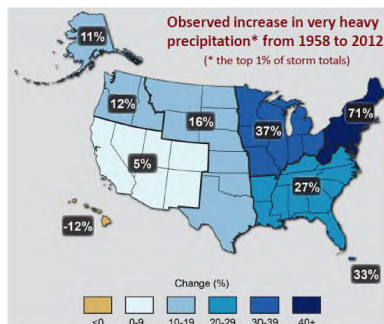 Observed increase in very heavy
precipitation* from 1958 to 2012
(* the top 1% of storm totals)
11%
12%
16%
37%
71%
5%
27%
-12%
33%
Change (%)
<0 0-9 10-19 20-29 30-39 40+